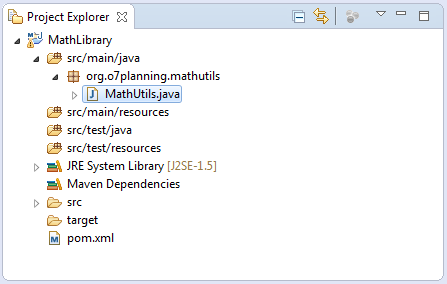 Project Explorer
MathLibrary
src/main/java
org.o7planning.mathutils
MathUtils.java
src/main/resources
src/test/java
src/test/resources
JRE System Library [J2SE-1.5]
Maven Dependencies
src
target
pom.xml